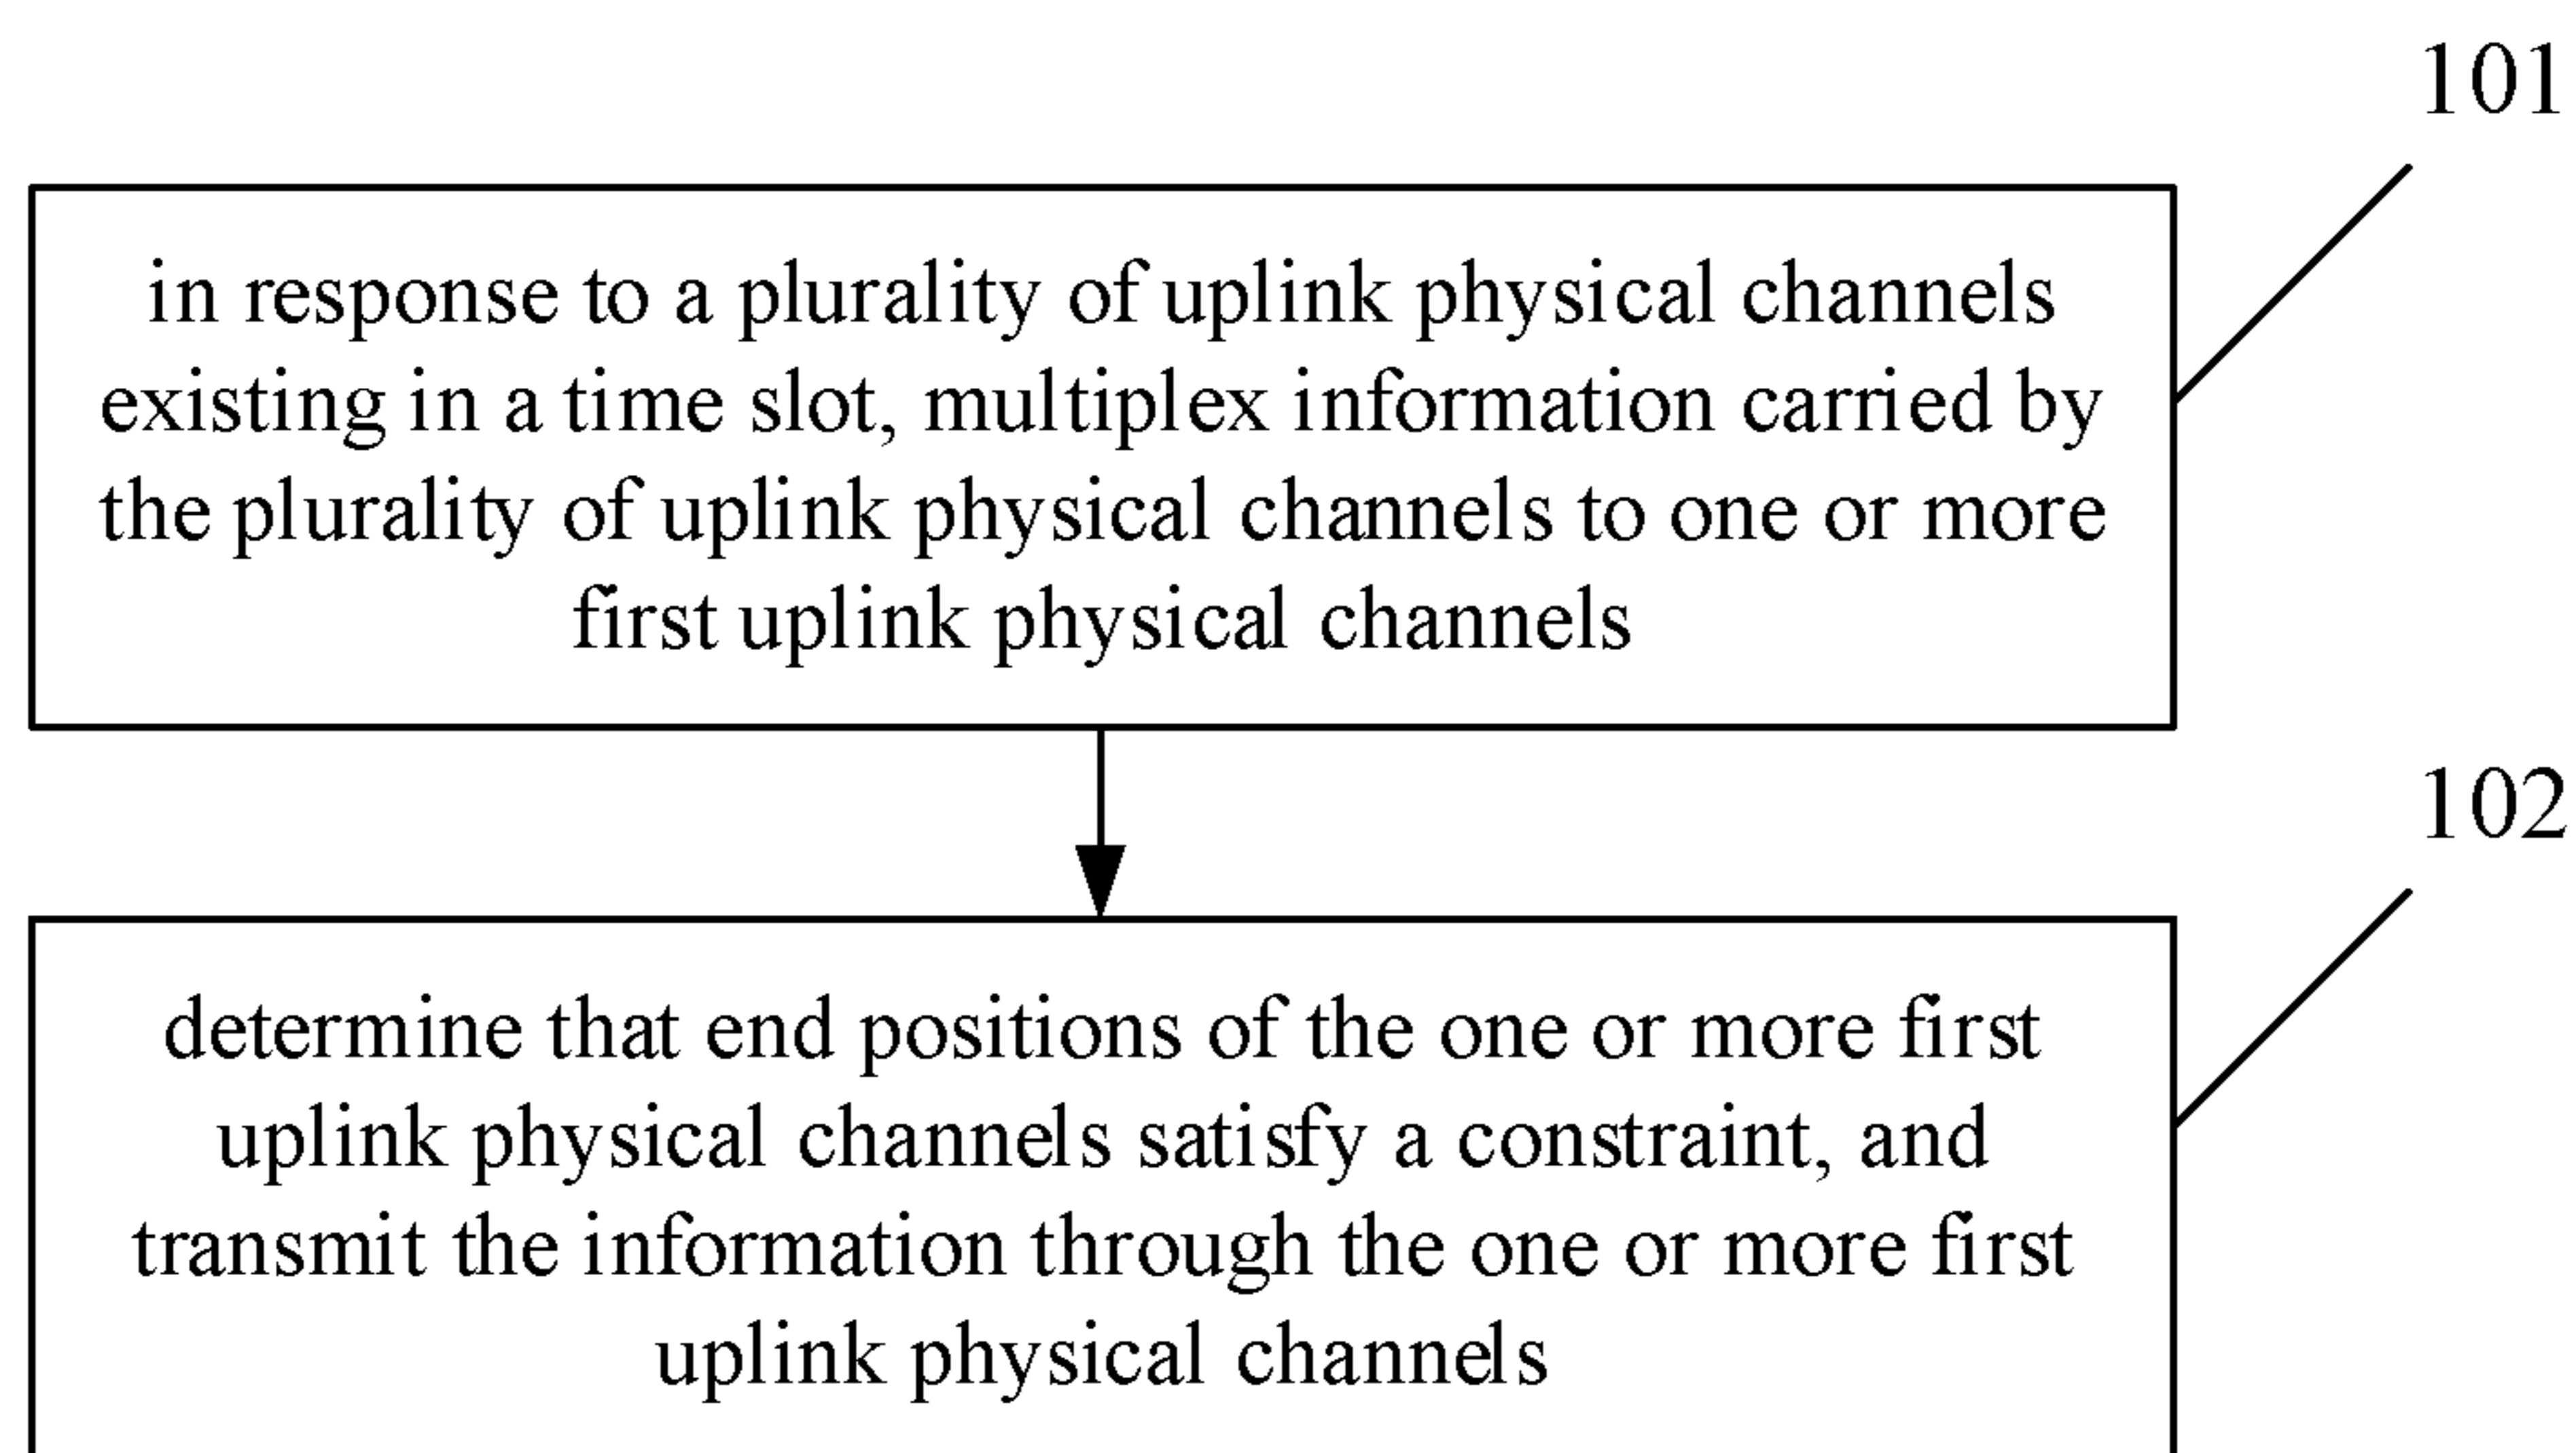 101
in response to a plurality of uplink physical channels
existing in a time slot, multiplex information carried by
the plurality of uplink physical channels to one or more
first uplink physical channels
102
determine that end positions of the one or more first
uplink physical channels satisfy a constraint, and
transmit the information through the one or more first
uplink physical channels